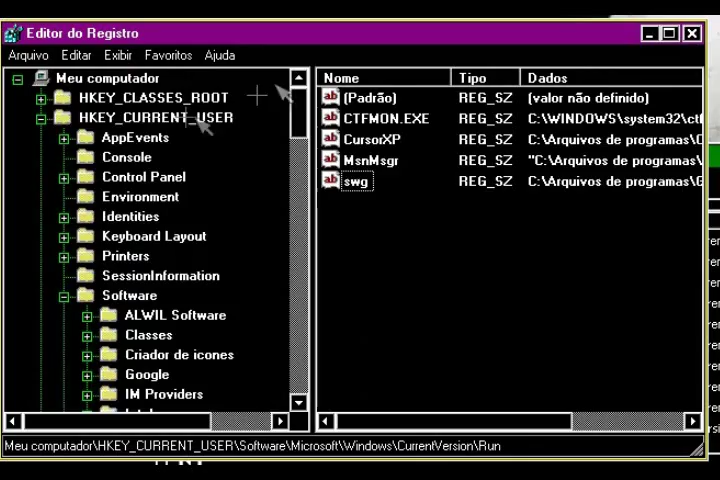 Editor do Registro
Arquivo Editar Exibir Favoritos Ajuda
Meu computador
HKEY_CLASSES_ROOT
HKEY_CURRENT_USER
AppEvents
Console
Control Panel
Environment
Identities
Keyboard Layout
Printers
SessionInformation
Software
ALWIL Software
Classes
Criador de icones
Google
IM Providers
Nome Tipo Dados
(Padrão) REG_SZ (valor não definido)
CTFMON.EXE REG_SZ C:\WINDOWS\system32\ctf
CursorXP REG_SZ C:\Arquivos de programas\C
MsnMsgr REG_SZ "C:\Arquivos de programas\
swg REG_SZ C:\Arquivos de programas\G
Meu computador\HKEY_CURRENT_USER\Software\Microsoft\Windows\CurrentVersion\Run